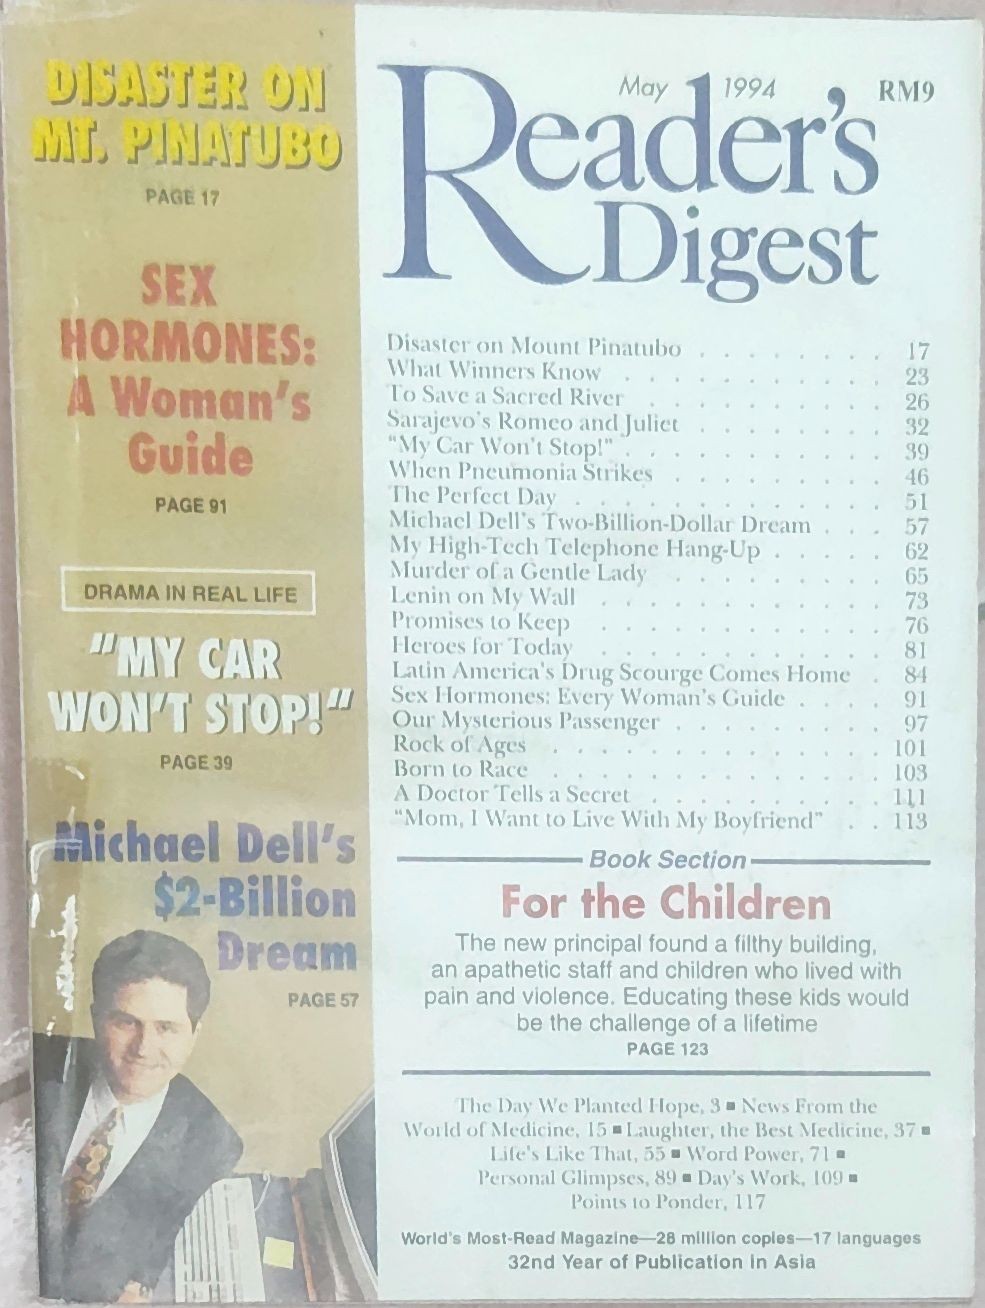 DISASTER ON
MT. PINATUBO
PAGE 17
SEX
HORMONES:
A Woman's
Guide
PAGE 91
DRAMA IN REAL LIFE
"MY CAR
WON'T STOP!"
PAGE 39
Michael Dell's
$2-Billion
Dream
PAGE 57
May 1994 RM9
Reader's
Digest
Disaster on Mount Pinatubo . . . . . . . . 17
What Winners Know . . . . . . . . . . . 23
To Save a Sacred River . . . . . . . . . . 26
Sarajevo's Romeo and Juliet . . . . . . . . 32
"My Car Won't Stop!" . . . . . . . . . . . 39
When Pneumonia Strikes . . . . . . . . . 46
The Perfect Day . . . . . . . . . . . . . 51
Michael Dell's Two-Billion-Dollar Dream . . . 57
My High-Tech Telephone Hang-Up . . . . . 62
Murder of a Gentle Lady . . . . . . . . . 65
Lenin on My Wall . . . . . . . . . . . . 73
Promises to Keep . . . . . . . . . . . . 76
Heroes for Today . . . . . . . . . . . . 81
Latin America's Drug Scourge Comes Home . 84
Sex Hormones: Every Woman's Guide . . . . 91
Our Mysterious Passenger . . . . . . . . . 97
Rock of Ages . . . . . . . . . . . . . . 101
Born to Race . . . . . . . . . . . . . . 103
A Doctor Tells a Secret . . . . . . . . . . 111
"Mom, I Want to Live With My Boyfriend" . . 113
Book Section
For the Children
The new principal found a filthy building,
an apathetic staff and children who lived with
pain and violence. Educating these kids would
be the challenge of a lifetime
PAGE 123
The Day We Planted Hope, 3 ■ News From the
World of Medicine, 15 ■ Laughter, the Best Medicine, 37 ■
Life's Like That, 55 ■ Word Power, 71 ■
Personal Glimpses, 89 ■ Day's Work, 109 ■
Points to Ponder, 117
World's Most-Read Magazine—28 million copies—17 languages
32nd Year of Publication in Asia